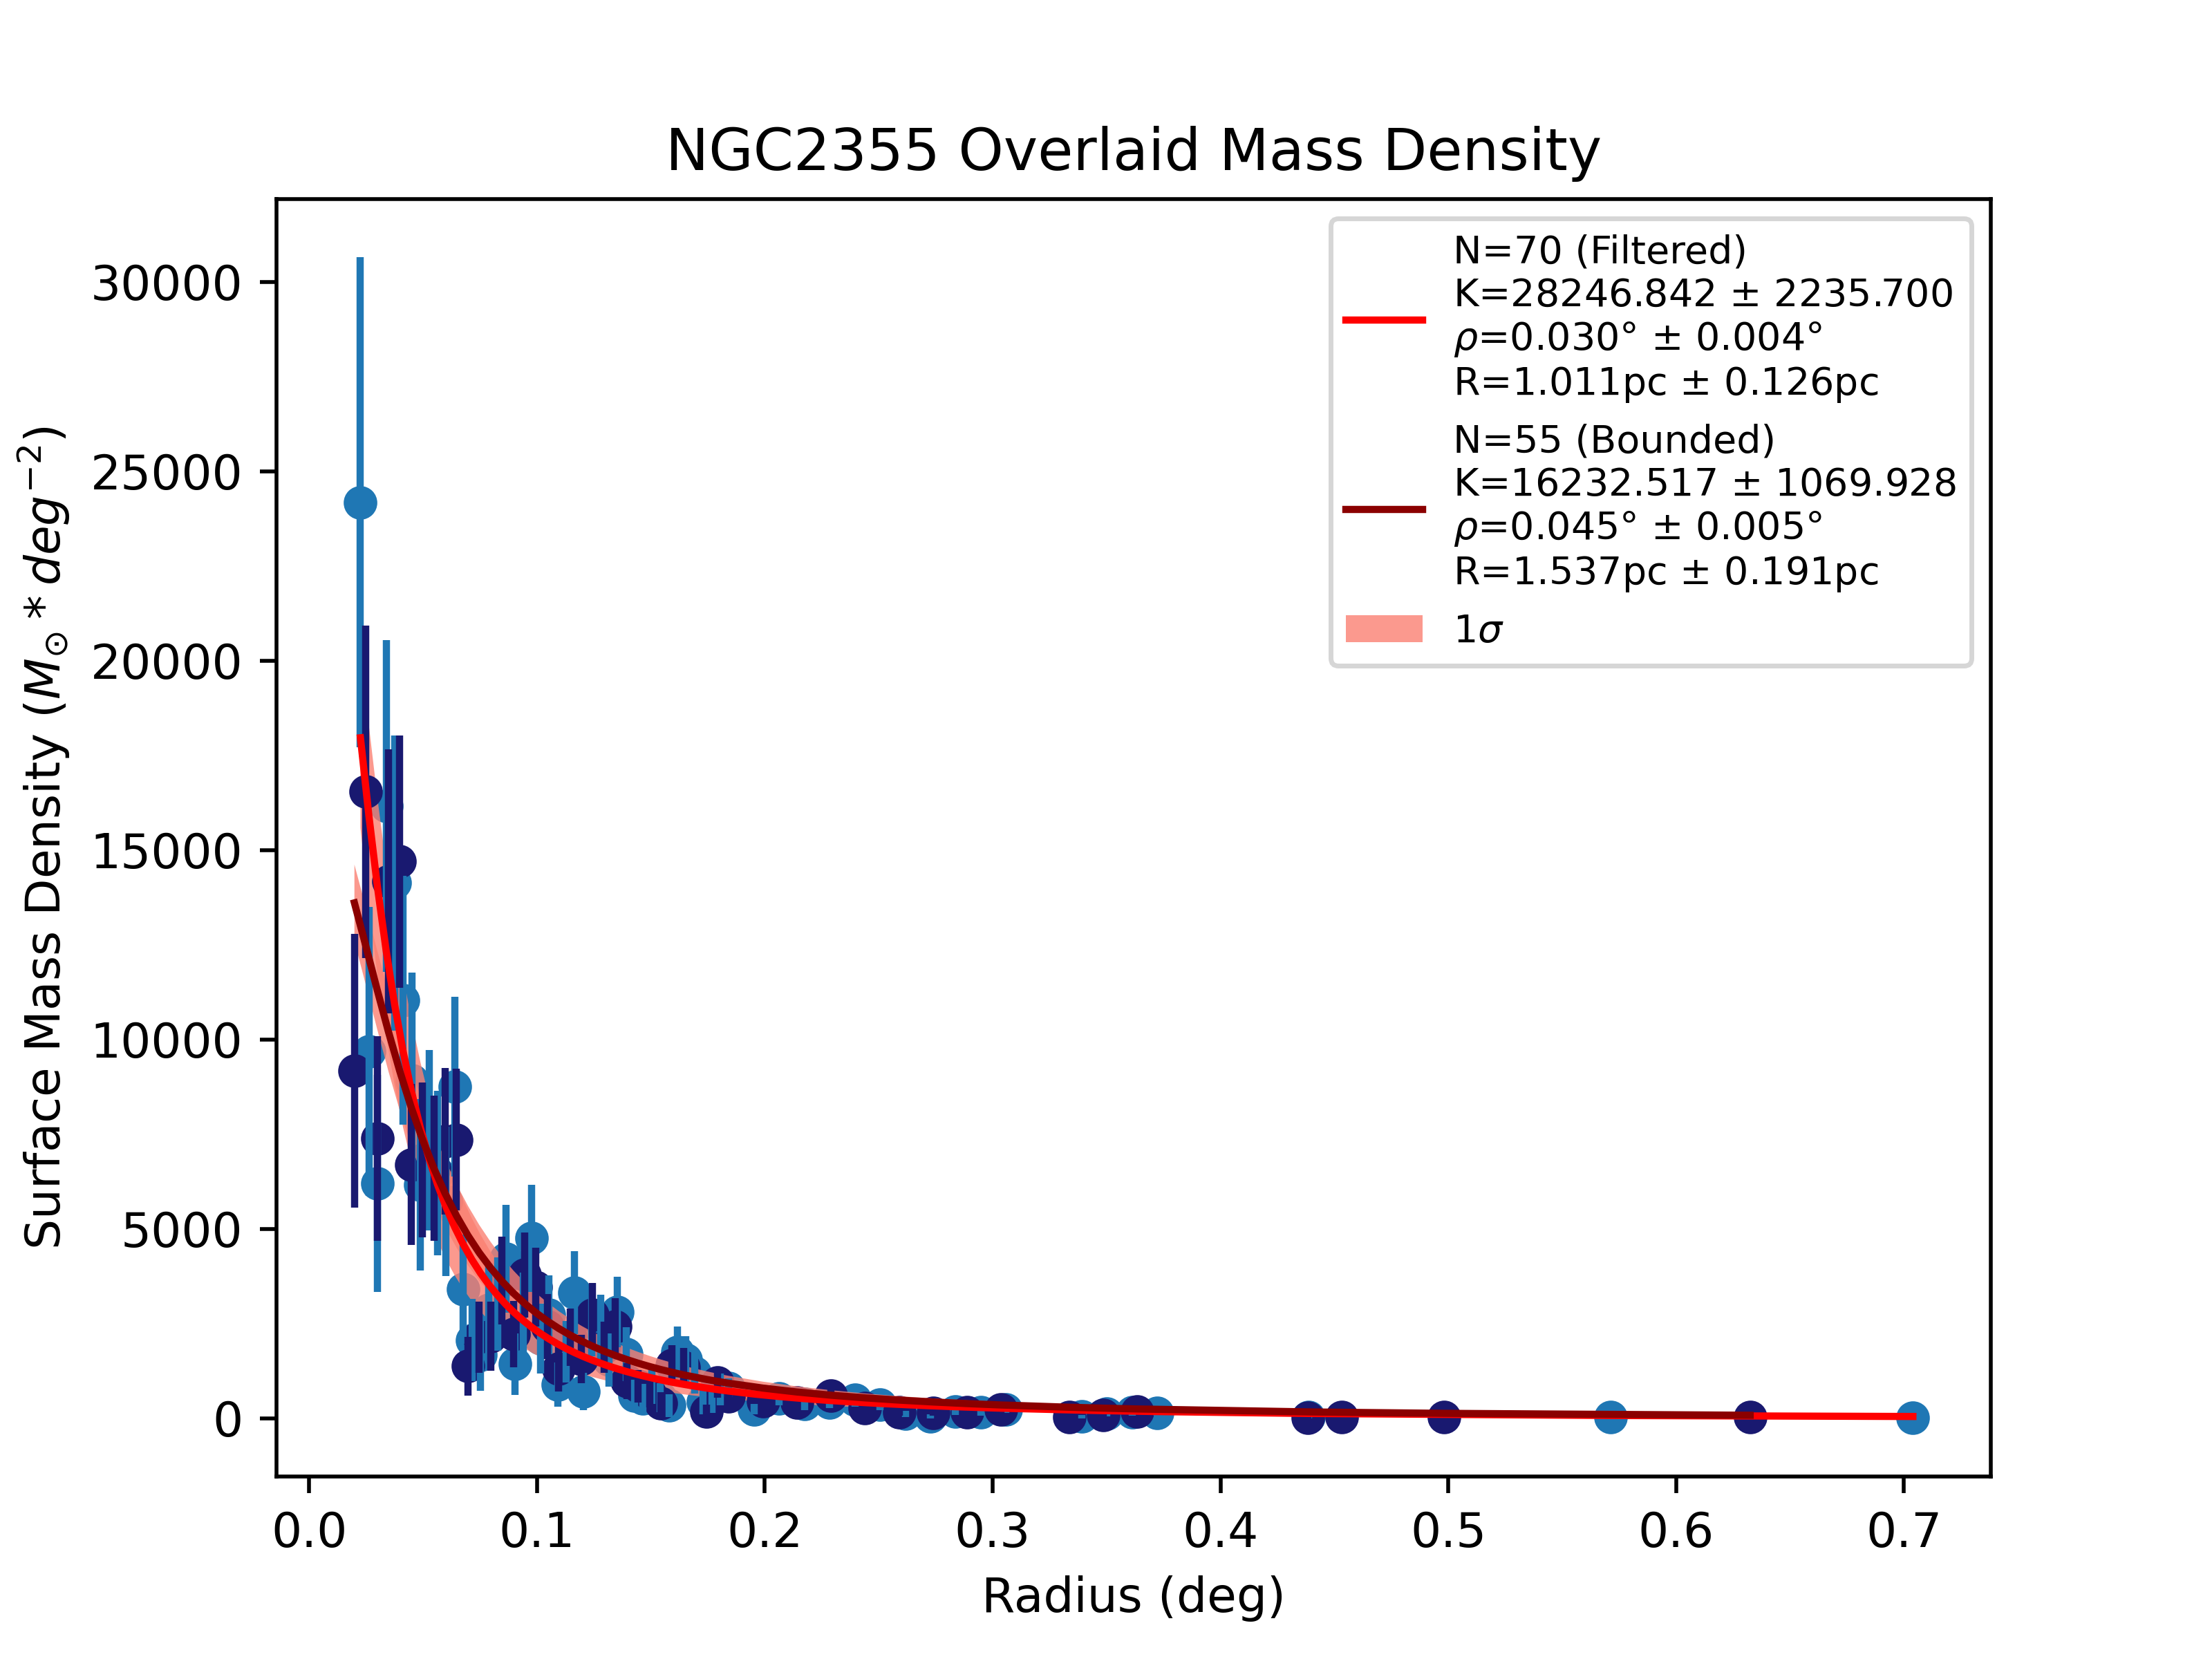 NGC2355 Overlaid Mass Density
Surface Mass Density (M⊙ * deg⁻²)
30000
25000
20000
15000
10000
5000
0
N=70 (Filtered)
K=28246.842 ± 2235.700
ρ=0.030° ± 0.004°
R=1.011pc ± 0.126pc
N=55 (Bounded)
K=16232.517 ± 1069.928
ρ=0.045° ± 0.005°
R=1.537pc ± 0.191pc
1σ
0.0 0.1 0.2 0.3 0.4 0.5 0.6 0.7
Radius (deg)